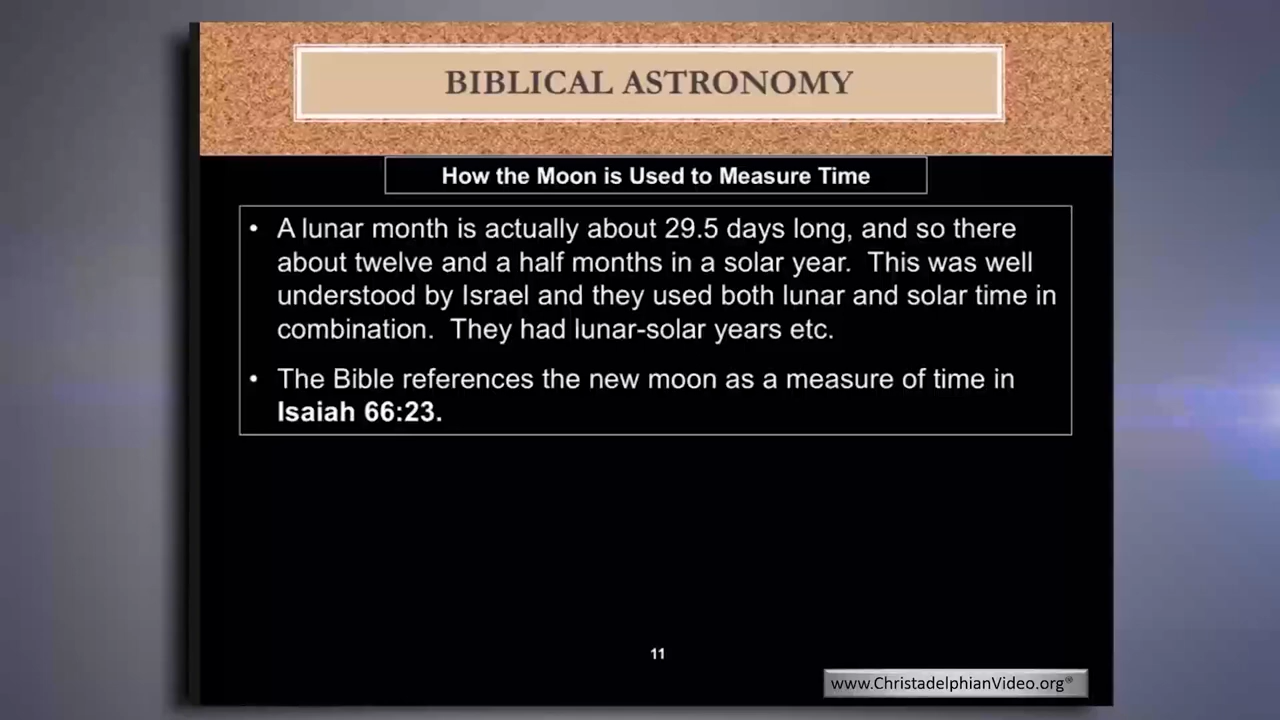 BIBLICAL ASTRONOMY
How the Moon is Used to Measure Time
• A lunar month is actually about 29.5 days long, and so there
about twelve and a half months in a solar year.  This was well
understood by Israel and they used both lunar and solar time in
combination.  They had lunar-solar years etc.
• The Bible references the new moon as a measure of time in
Isaiah 66:23.
11
www.ChristadelphianVideo.org®